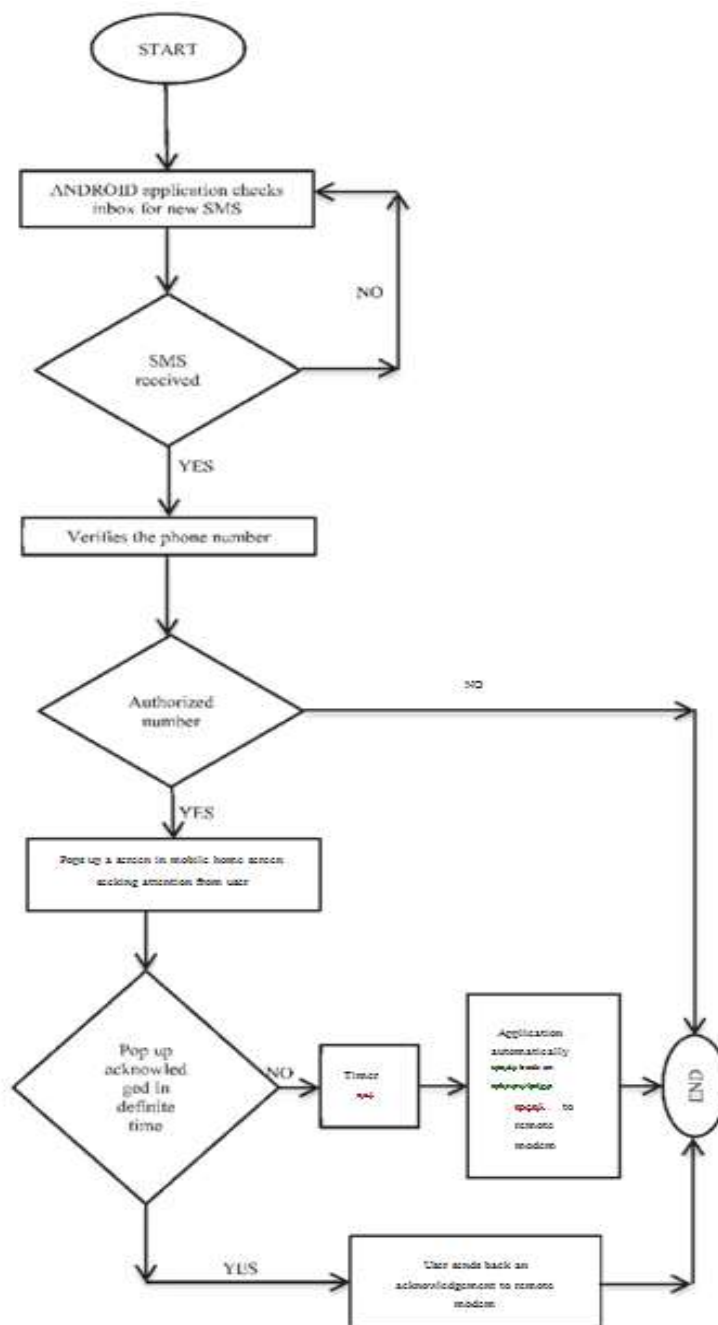 START
ANDROID application checks
inbox for new SMS
NO
SMS
received
YES
Verifies the phone number
Authorized
number
NO
YES
Pops up a screen in mobile home screen
seeking attention from user
Pop up
acknowled
ged in
definite
time
NO
Timer
Application
automatically
to
remote
modem
END
YES
User sends back an
acknowledgement to remote
modem